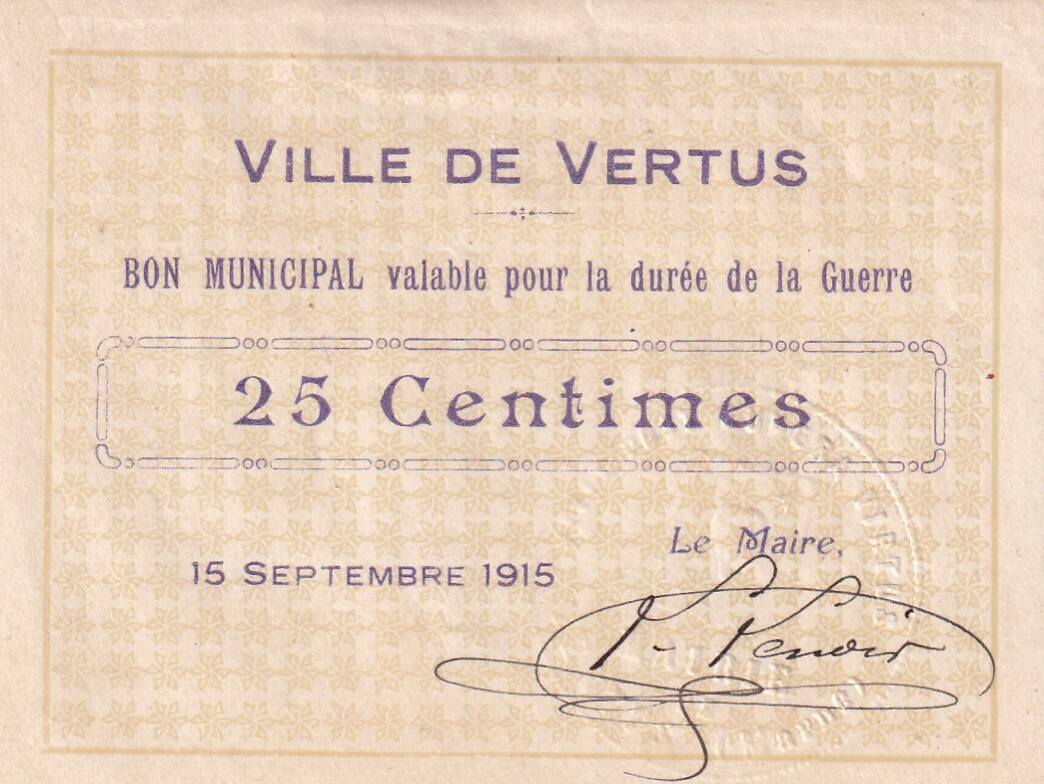 VILLE DE VERTUS
BON MUNICIPAL valable pour la durée de la Guerre
25 Centimes
Le Maire,
15 SEPTEMBRE 1915